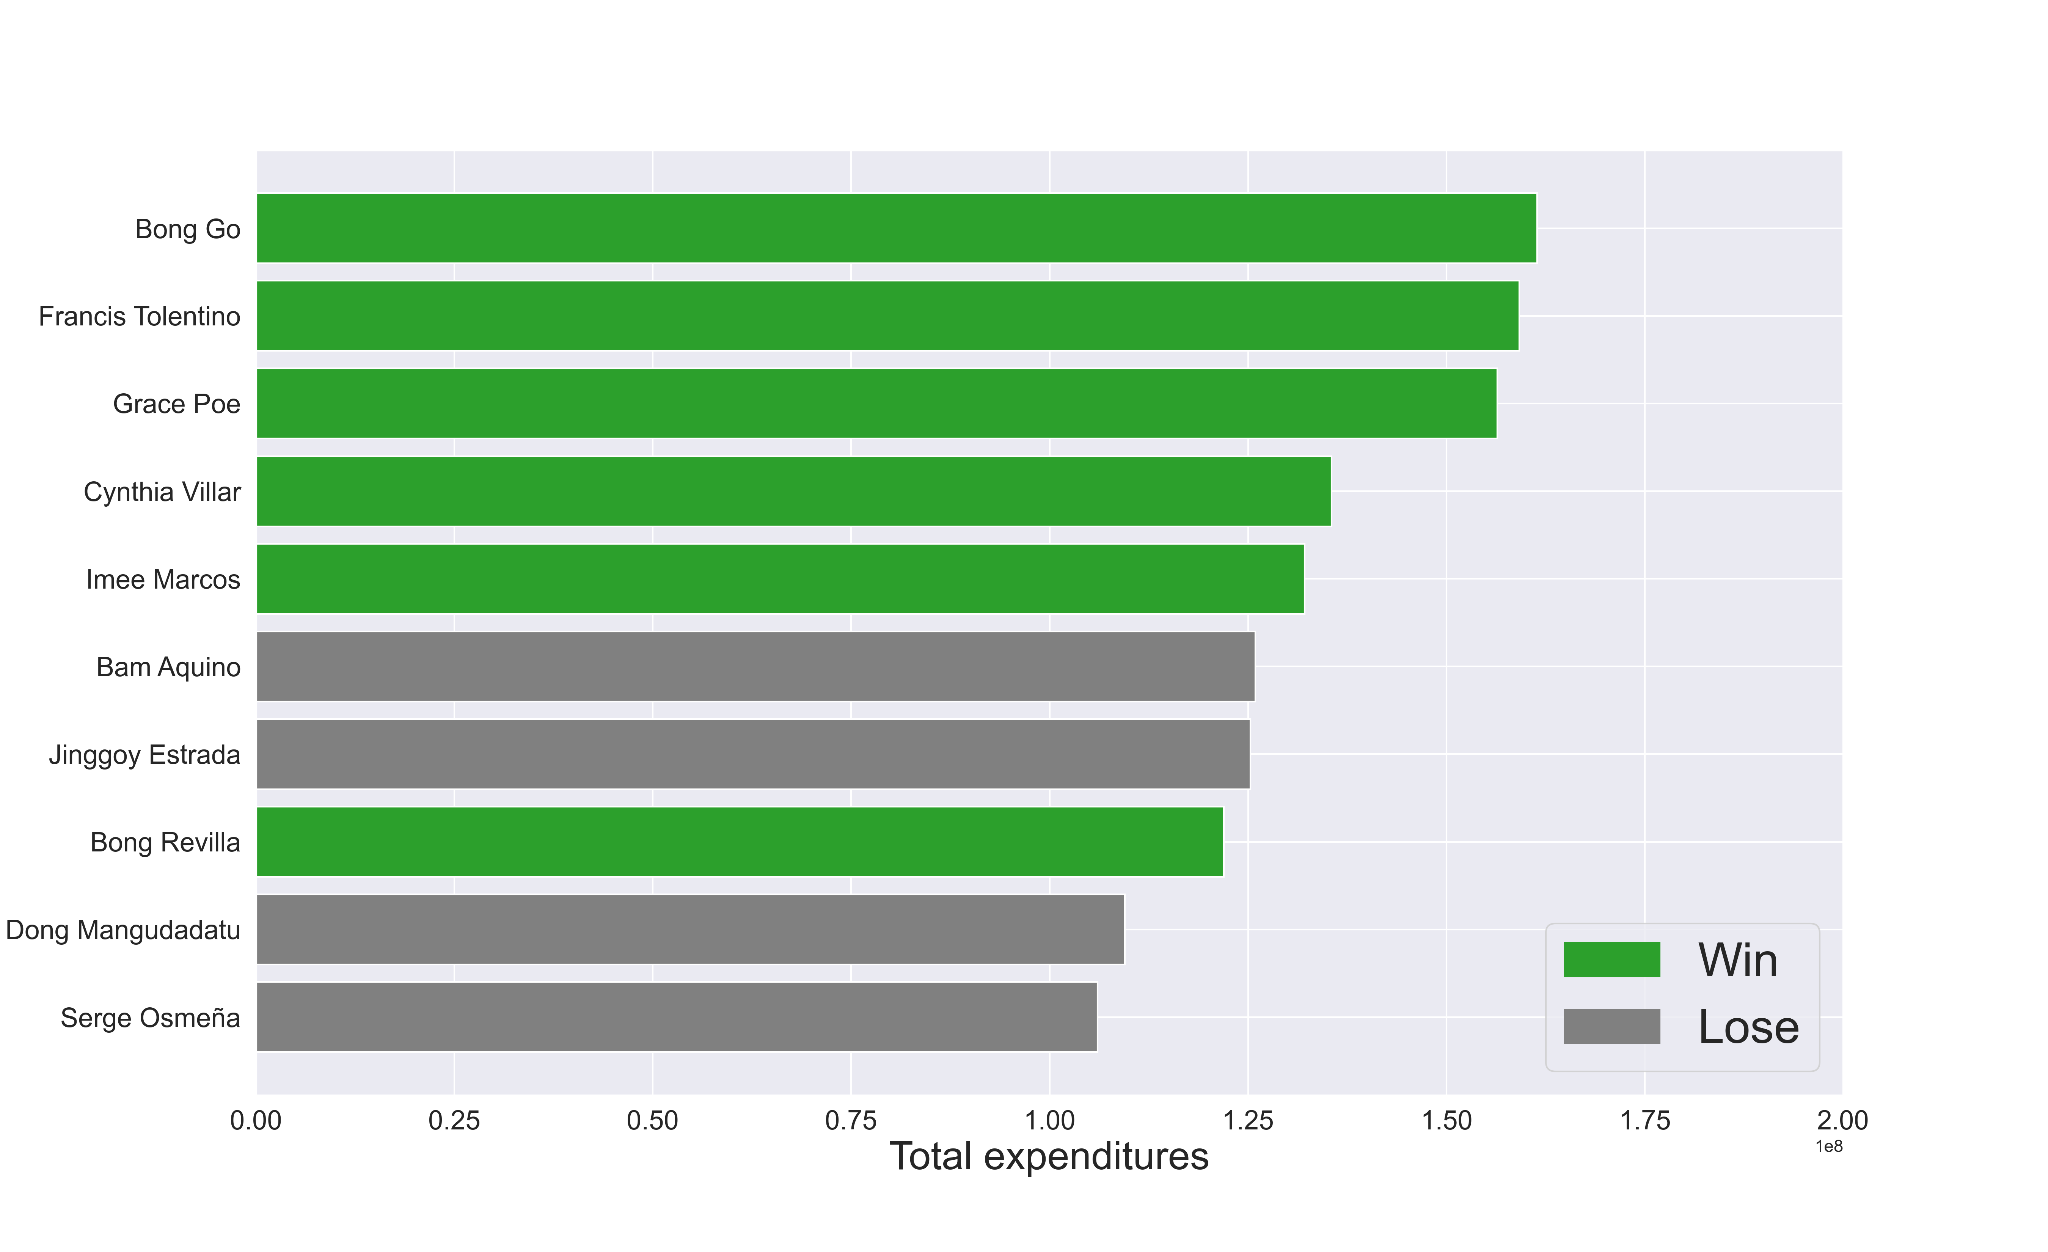 Bong Go
Francis Tolentino
Grace Poe
Cynthia Villar
Imee Marcos
Bam Aquino
Jinggoy Estrada
Bong Revilla
Dong Mangudadatu
Serge Osmeña
Win
Lose
0.00 0.25 0.50 0.75 1.00 1.25 1.50 1.75 2.00
1e8
Total expenditures